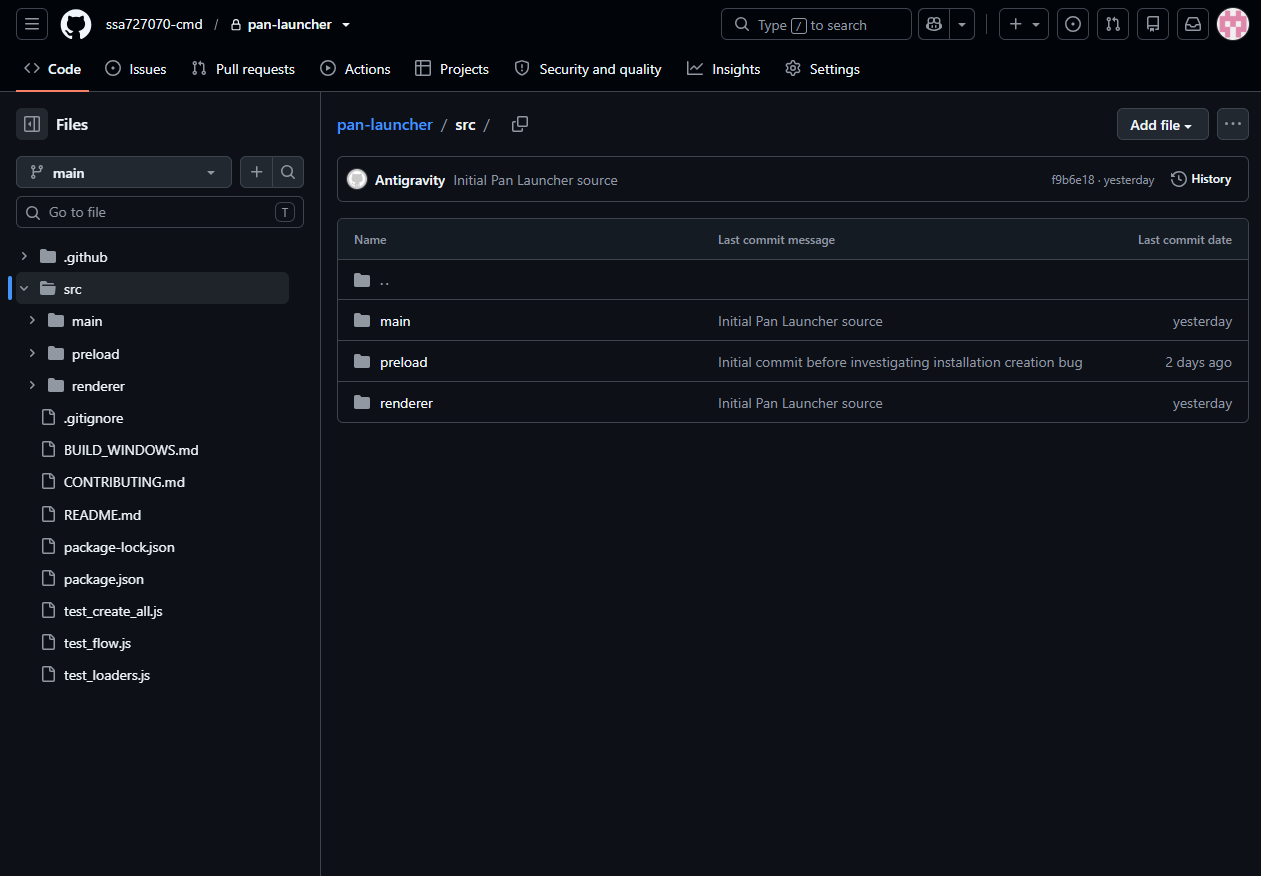 ssa727070-cmd / pan-launcher
Type / to search
Code Issues Pull requests Actions Projects Security and quality Insights Settings
Files
main
Go to file T
.github
src
main
preload
renderer
.gitignore
BUILD_WINDOWS.md
CONTRIBUTING.md
README.md
package-lock.json
package.json
test_create_all.js
test_flow.js
test_loaders.js
pan-launcher / src /
Add file
Antigravity Initial Pan Launcher source f9b6e18 · yesterday History
Name Last commit message Last commit date
..
main Initial Pan Launcher source yesterday
preload Initial commit before investigating installation creation bug 2 days ago
renderer Initial Pan Launcher source yesterday